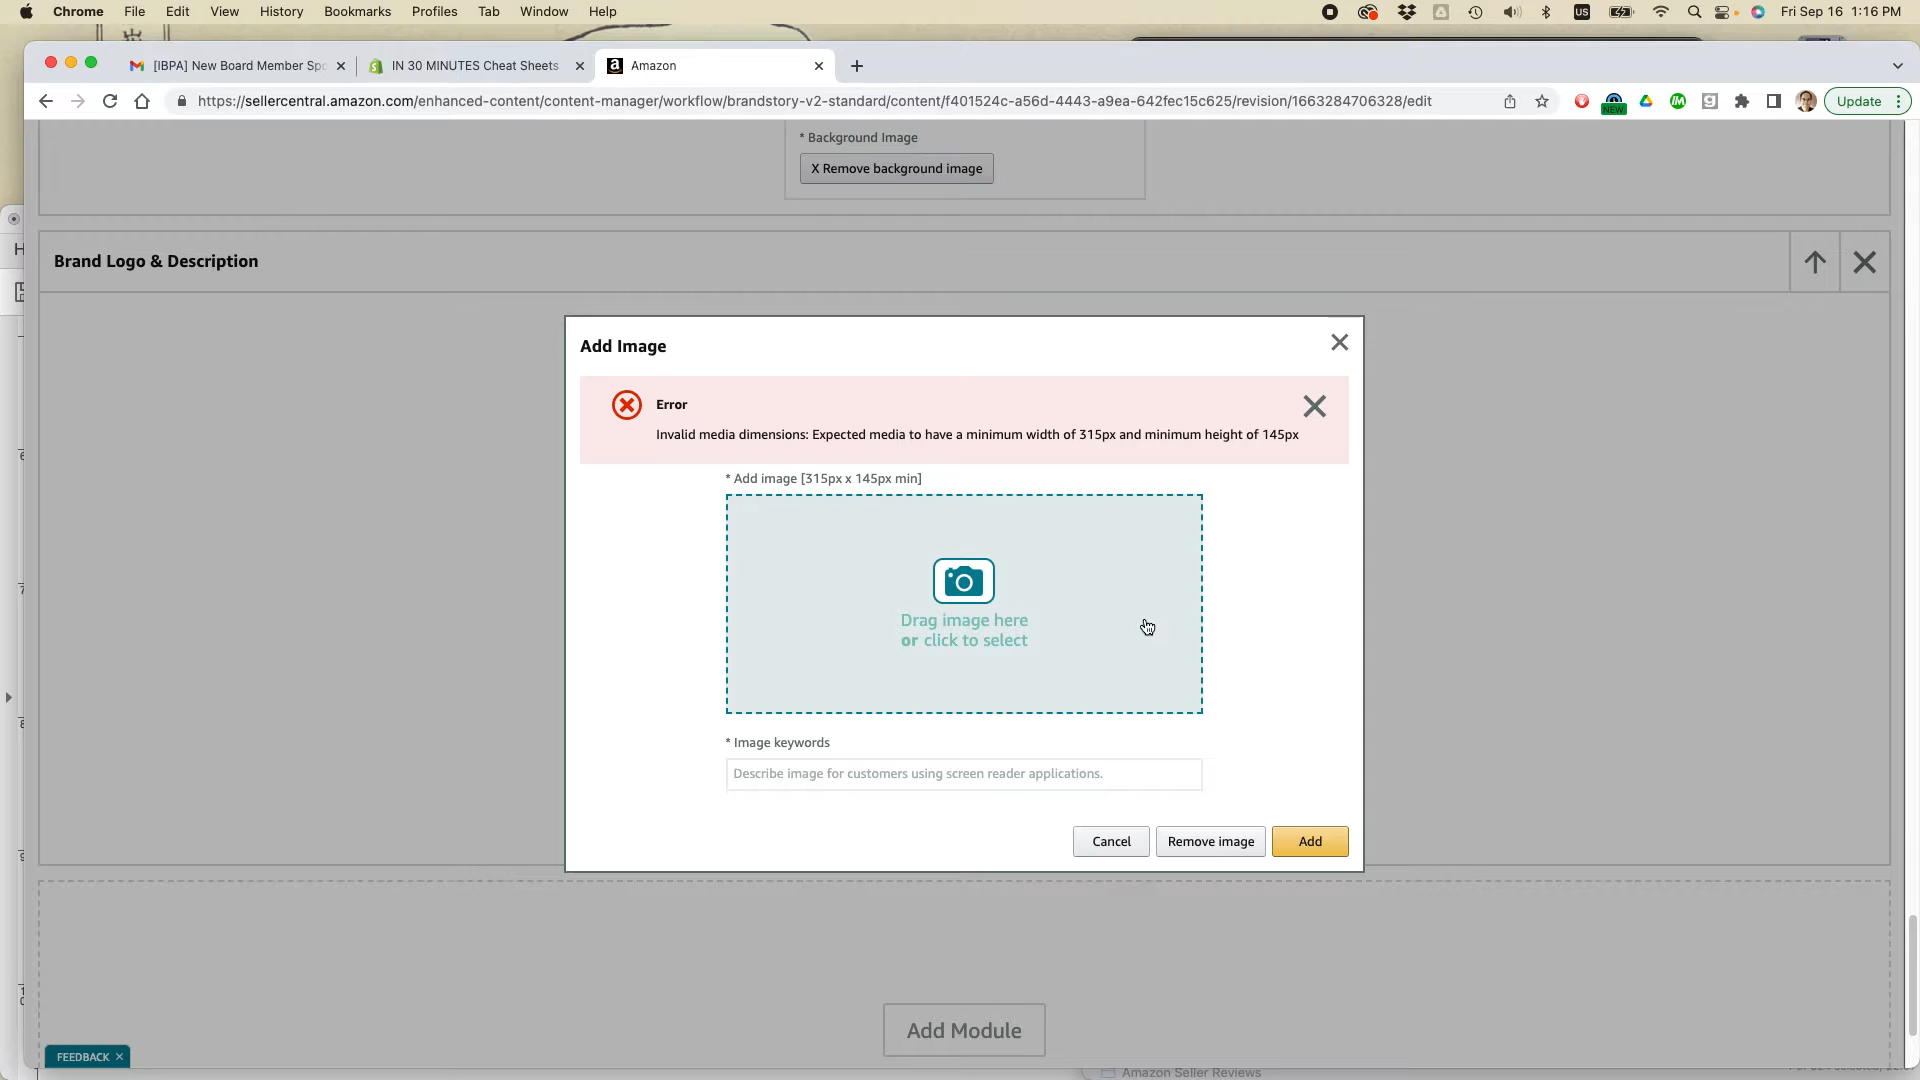 Chrome File Edit View History Bookmarks Profiles Tab Window Help
US
Fri Sep 16 1:16 PM
[IBPA] New Board Member Spo
IN 30 MINUTES Cheat Sheets
Amazon
https://sellercentral.amazon.com/enhanced-content/content-manager/workflow/brandstory-v2-standard/content/f401524c-a56d-4443-a9ea-642fec15c625/revision/1663284706328/edit
NEW
Update
* Background Image
X Remove background image
Brand Logo & Description
Add Image
Error
Invalid media dimensions: Expected media to have a minimum width of 315px and minimum height of 145px
* Add image [315px x 145px min]
Drag image here
or click to select
* Image keywords
Describe image for customers using screen reader applications.
Cancel
Remove image
Add
Add Module
FEEDBACK
Amazon Seller Reviews